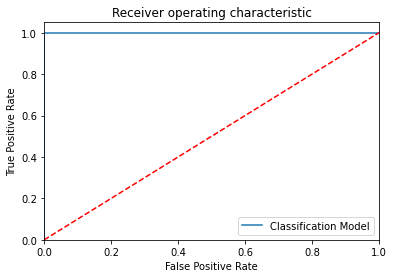 Receiver operating characteristic
True Positive Rate
1.0
0.8
0.6
0.4
0.2
0.0
Classification Model
0.0 0.2 0.4 0.6 0.8 1.0
False Positive Rate